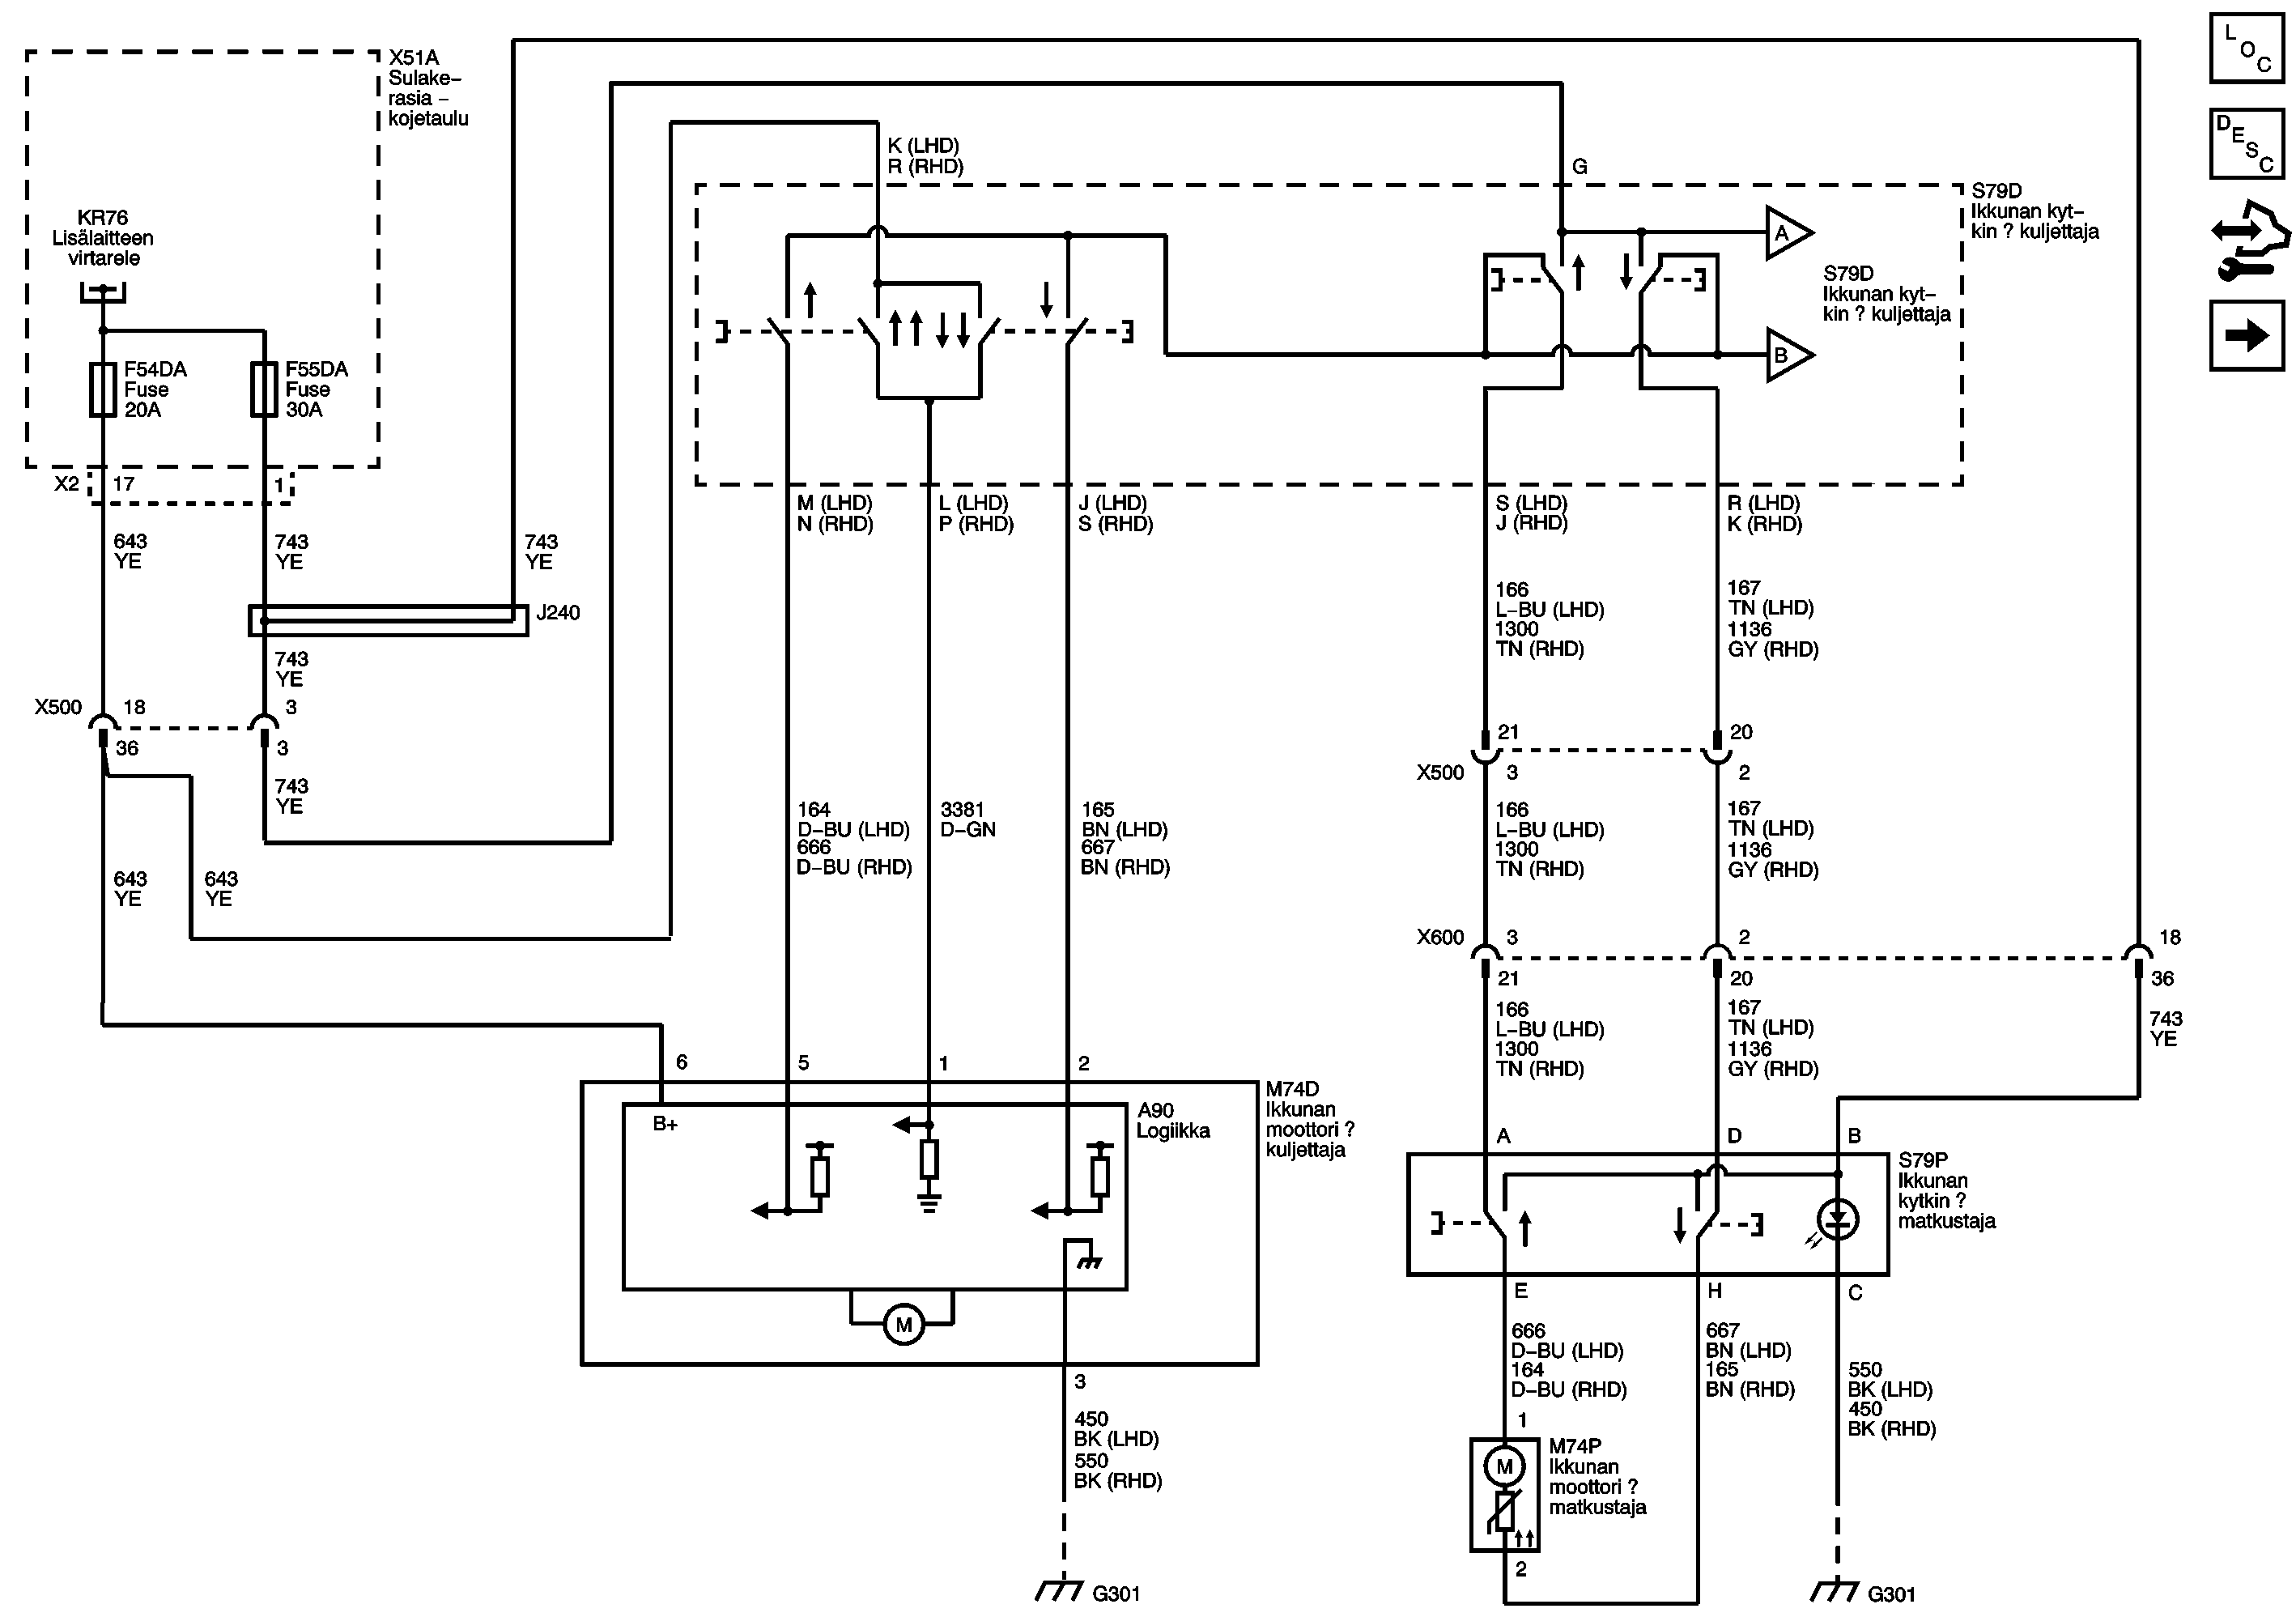 X51A
Sulake–
rasia –
kojetaulu
KR76
Lisälaitteen
virtarele
F54DA
Fuse
20A
F55DA
Fuse
30A
X2
17
1
643
YE
743
YE
743
YE
J240
743
YE
X500
18
3
36
3
743
YE
643
YE
643
YE
K (LHD)
R (RHD)
G
S79D
Ikkunan kyt–
kin ? kuljettaja
A
S79D
Ikkunan kyt–
kin ? kuljettaja
B
M (LHD)
N (RHD)
L (LHD)
P (RHD)
J (LHD)
S (RHD)
S (LHD)
J (RHD)
R (LHD)
K (RHD)
166
L–BU (LHD)
1300
TN (RHD)
167
TN (LHD)
1136
GY (RHD)
21
20
X500
3
2
164
D–BU (LHD)
666
D–BU (RHD)
3381
D–GN
165
BN (LHD)
667
BN (RHD)
166
L–BU (LHD)
1300
TN (RHD)
167
TN (LHD)
1136
GY (RHD)
X600
3
2
18
21
20
36
166
L–BU (LHD)
1300
TN (RHD)
167
TN (LHD)
1136
GY (RHD)
743
YE
6
5
1
2
M74D
Ikkunan
moottori ?
kuljettaja
A90
Logiikka
B+
M
3
450
BK (LHD)
550
BK (RHD)
G301
A
D
B
S79P
Ikkunan
kytkin ?
matkustaja
E
H
C
666
D–BU (LHD)
164
D–BU (RHD)
667
BN (LHD)
165
BN (RHD)
550
BK (LHD)
450
BK (RHD)
1
M74P
Ikkunan
moottori ?
matkustaja
M
2
G301
LOC
DESC